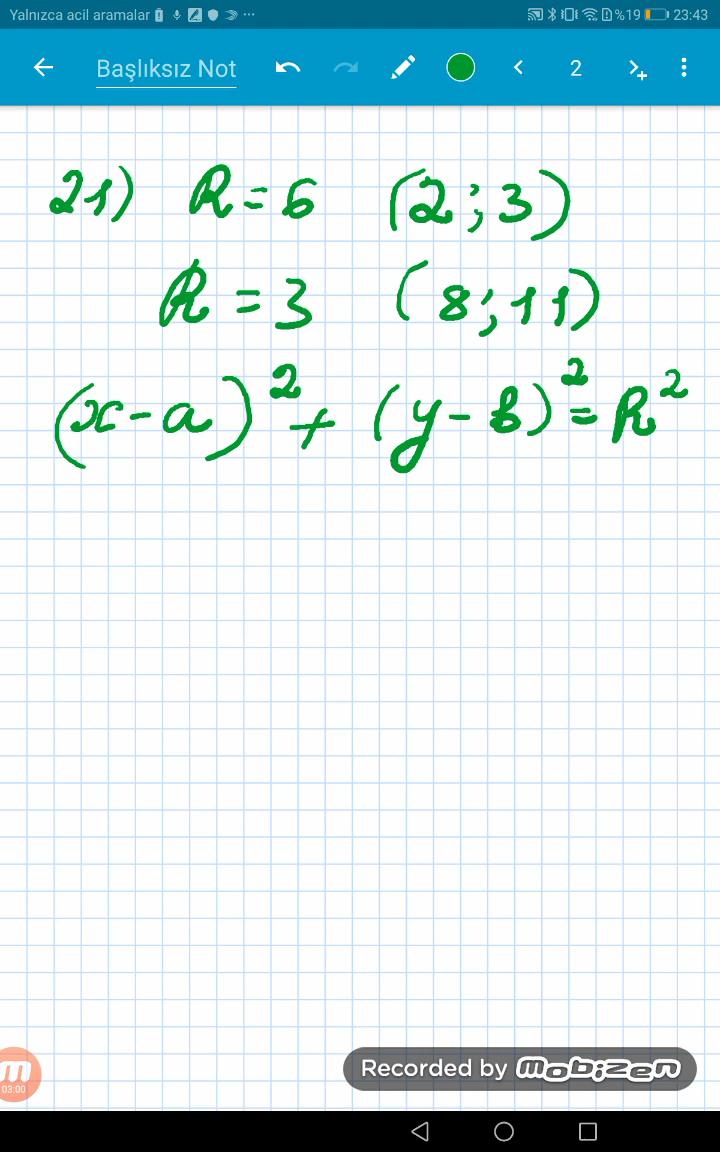 Yalnızca acil aramalar ... %19 23:43
Başlıksız Not 2
21) R = 6 (2 ; 3)
R = 3 (8 ; 11)
(x - a)² + (y - b)² = R²
Recorded by mobizen
03:00